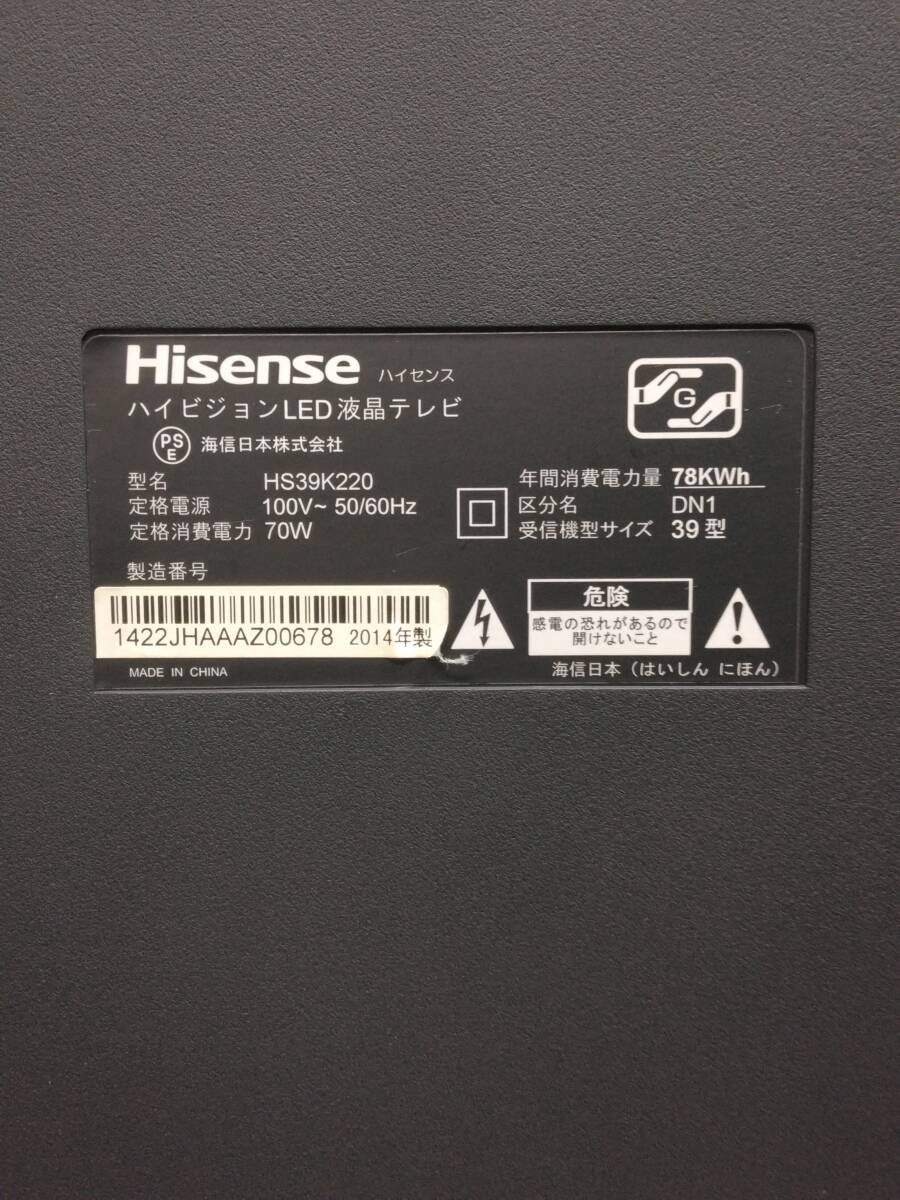 Hisense ハイセンス
ハイビジョンLED液晶テレビ
PSE 海信日本株式会社
G
型名 HS39K220
定格電源 100V~ 50/60Hz
定格消費電力 70W
年間消費電力量 78KWh
区分名 DN1
受信機型サイズ 39型
製造番号
1422JHAAAZ00678 2014年製
MADE IN CHINA
危険
感電の恐れがあるので
開けないこと
海信日本（はいしん にほん）